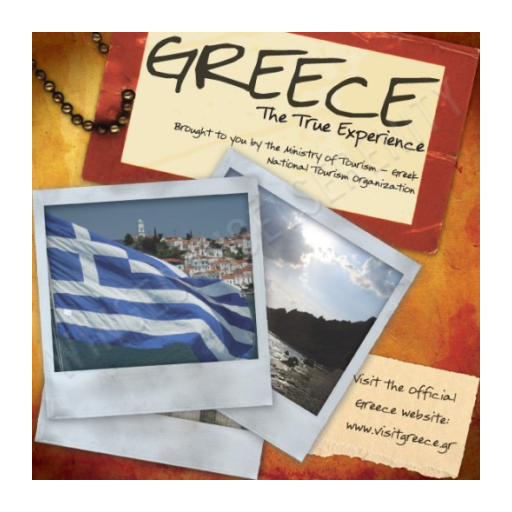 GREECE
The True Experience
Brought to you by the Ministry of Tourism – Greek
National Tourism Organization
Visit the official
Greece website:
www.visitgreece.gr